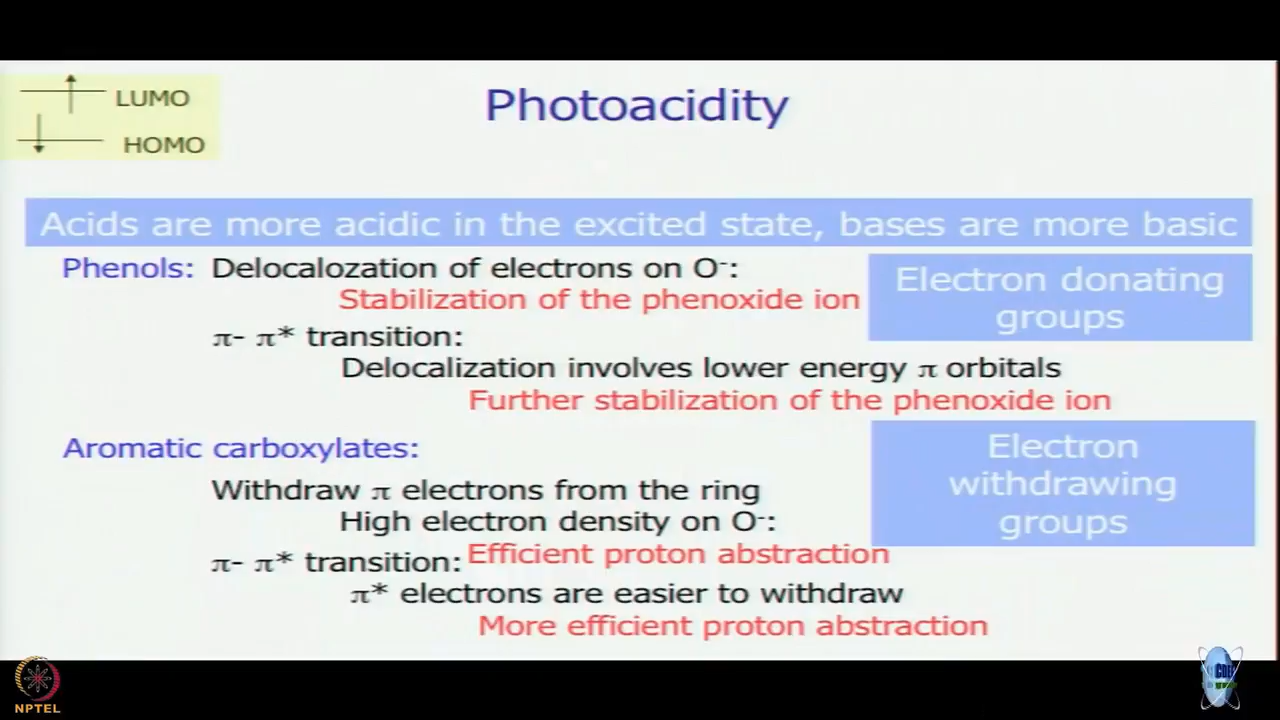 LUMO
HOMO
Photoacidity
Acids are more acidic in the excited state, bases are more basic
Phenols: Delocalozation of electrons on O⁻:
Stabilization of the phenoxide ion
Electron donating
groups
π- π* transition:
Delocalization involves lower energy π orbitals
Further stabilization of the phenoxide ion
Aromatic carboxylates:
Electron
withdrawing
groups
Withdraw π electrons from the ring
High electron density on O⁻:
Efficient proton abstraction
π- π* transition:
π* electrons are easier to withdraw
More efficient proton abstraction
NPTEL